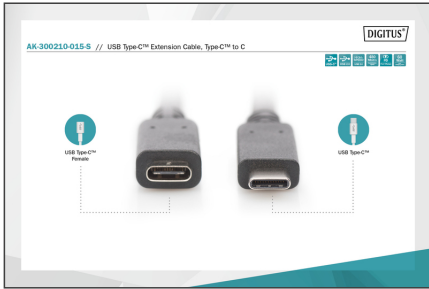 DIGITUS®
AK-300210-015-S // USB Type-C™ Extension Cable, Type-C™ to C
USB Type-C™
Female
USB Type-C™